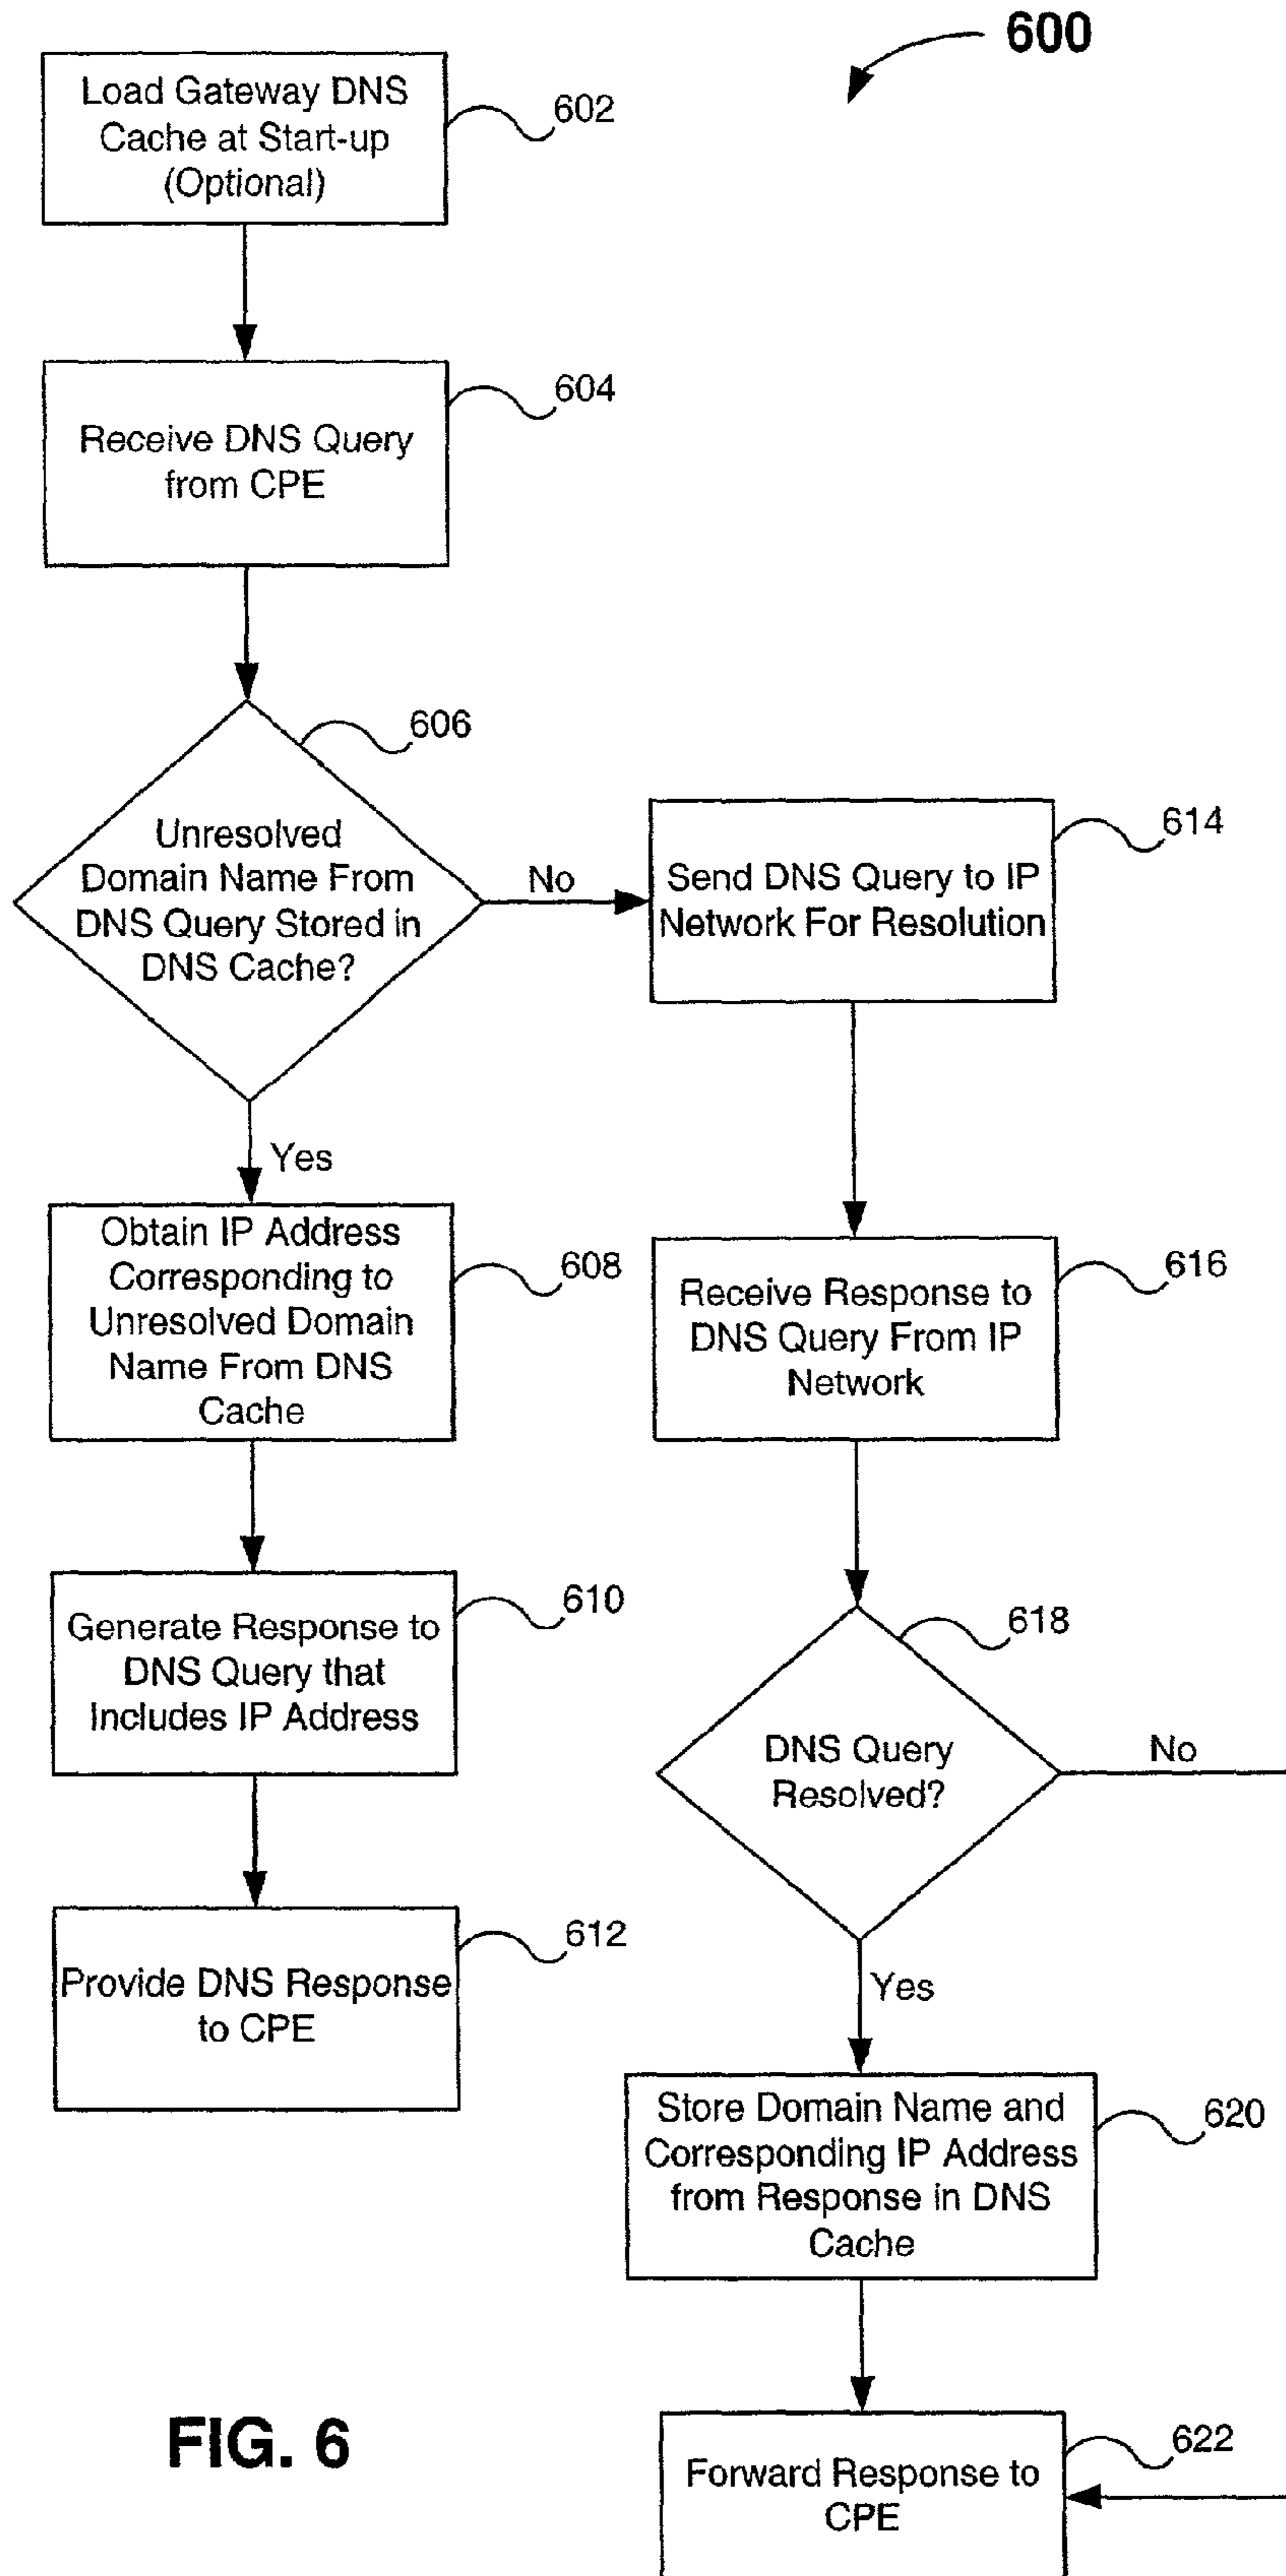 600
Load Gateway DNS
Cache at Start-up
(Optional)
602
Receive DNS Query
from CPE
604
606
Unresolved
Domain Name From
DNS Query Stored in
DNS Cache?
No
614
Send DNS Query to IP
Network For Resolution
Yes
Obtain IP Address
Corresponding to
Unresolved Domain
Name From DNS
Cache
608
Receive Response to
DNS Query From IP
Network
616
Generate Response to
DNS Query that
Includes IP Address
610
618
DNS Query
Resolved?
No
Provide DNS Response
to CPE
612
Yes
Store Domain Name and
Corresponding IP Address
from Response in DNS
Cache
620
Forward Response to
CPE
622
FIG. 6